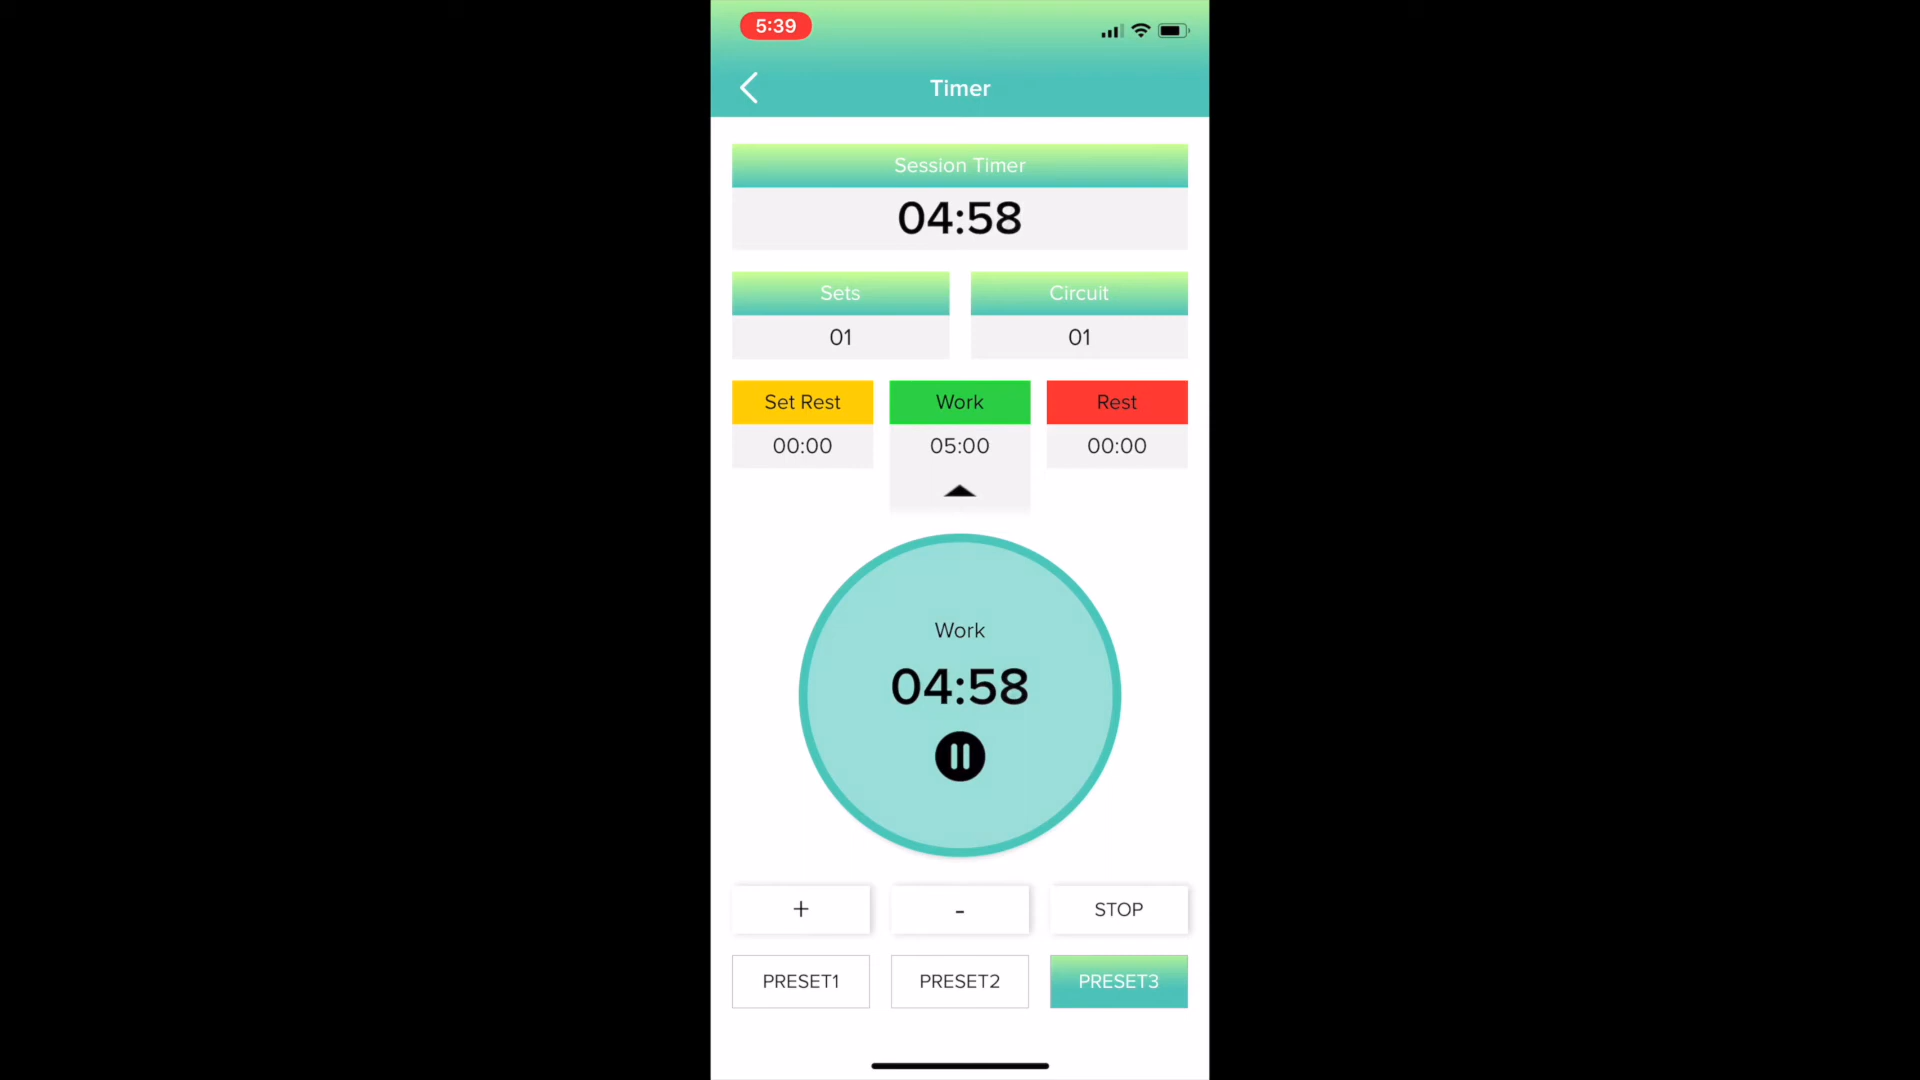 5:39
Timer
Session Timer
04:58
Sets Circuit
01 01
Set Rest Work Rest
00:00 05:00 00:00
Work
04:58
+ - STOP
PRESET1 PRESET2 PRESET3